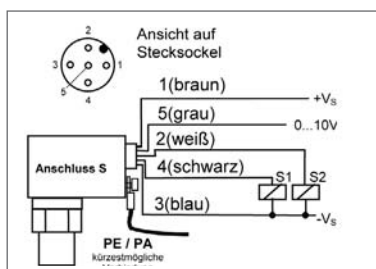 Ansicht auf
Stecksockel
2
3
1
5
4
1(braun)
+Vs
5(grau)
0...10V
2(weiß)
Anschluss S
4(schwarz)
S1
S2
3(blau)
-Vs
PE / PA
kürzestmögliche